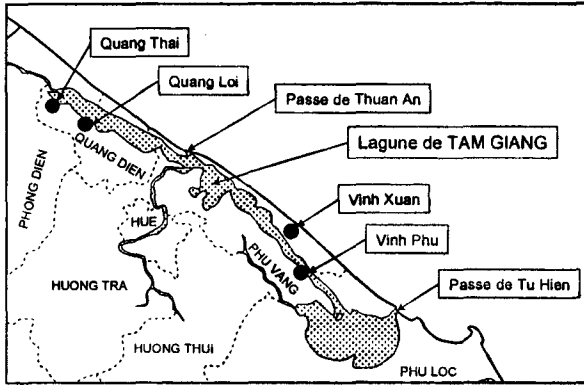 Quang Thai
Quang Loi
Passe de Thuan An
Lagune de TAM GIANG
QUANG DIEN
PHONG DIEN
HUE
Vinh Xuan
Vinh Phu
PHU VANG
HUONG TRA
Passe de Tu Hien
HUONG THUi
PHU LOC